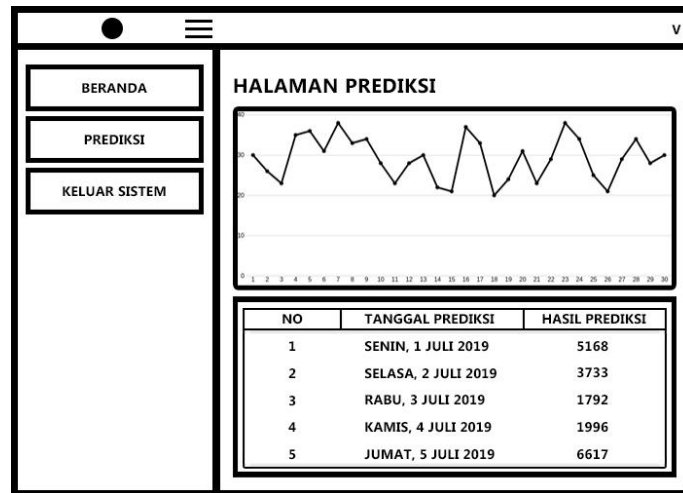 V
BERANDA
PREDIKSI
KELUAR SISTEM
HALAMAN PREDIKSI
40
30
20
10
0
1 2 3 4 5 6 7 8 9 10 11 12 13 14 15 16 17 18 19 20 21 22 23 24 25 26 27 28 29 30
NO TANGGAL PREDIKSI HASIL PREDIKSI
1 SENIN, 1 JULI 2019 5168
2 SELASA, 2 JULI 2019 3733
3 RABU, 3 JULI 2019 1792
4 KAMIS, 4 JULI 2019 1996
5 JUMAT, 5 JULI 2019 6617